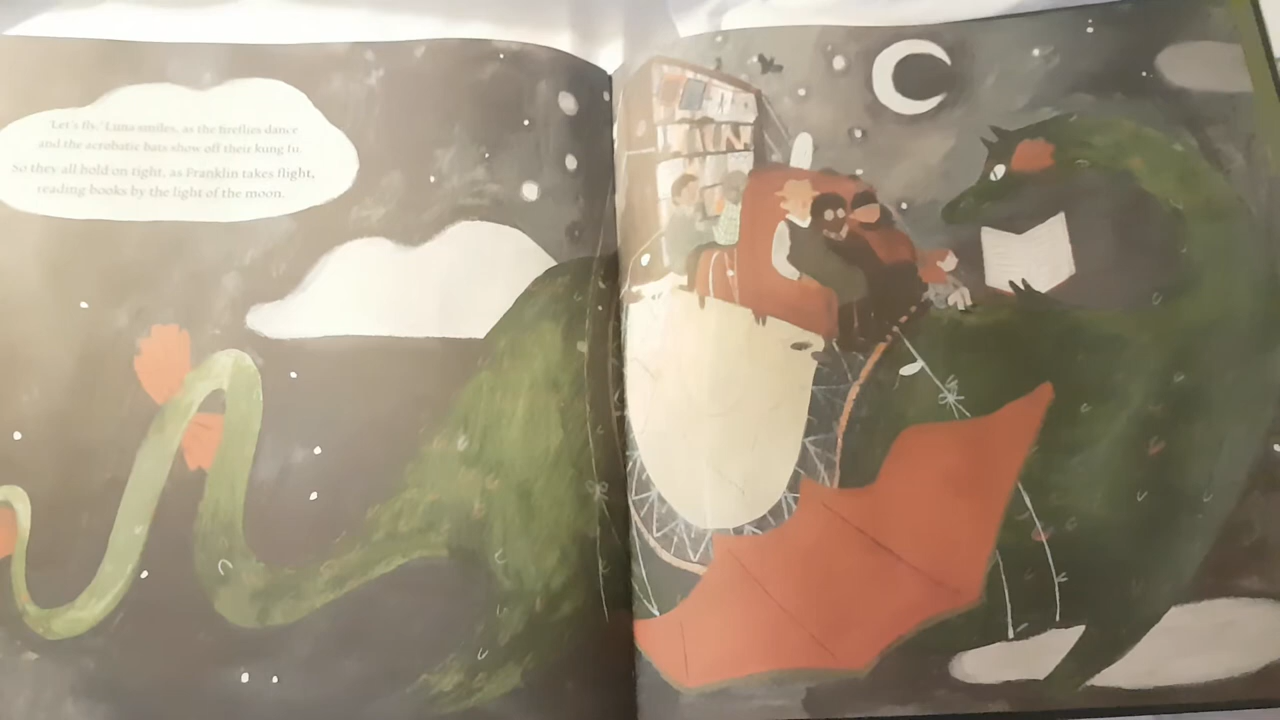 'Let's fly,' Luna smiles, as the fireflies dance
and the acrobatic bats show off their kung fu.
So they all hold on tight, as Franklin takes flight,
reading books by the light of the moon.